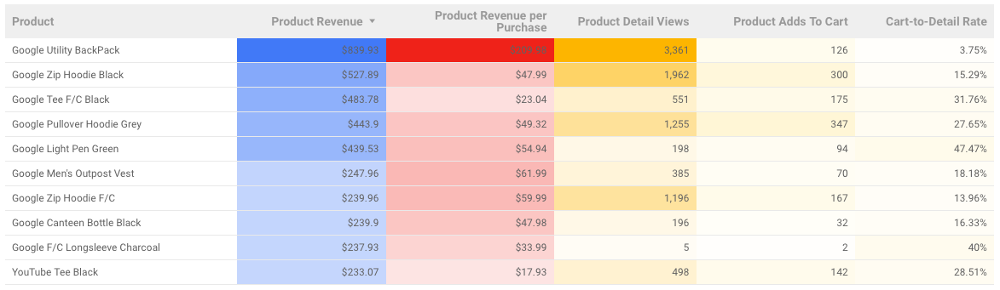 Product Product Revenue Product Revenue per Purchase Product Detail Views Product Adds To Cart Cart-to-Detail Rate
Google Utility BackPack $839.93 3,361 126 3.75%
Google Zip Hoodie Black $527.89 $47.99 1,962 300 15.29%
Google Tee F/C Black $483.78 $23.04 551 175 31.76%
Google Pullover Hoodie Grey $443.9 $49.32 1,255 347 27.65%
Google Light Pen Green $439.53 $54.94 198 94 47.47%
Google Men's Outpost Vest $247.96 $61.99 385 70 18.18%
Google Zip Hoodie F/C $239.96 $59.99 1,196 167 13.96%
Google Canteen Bottle Black $239.9 $47.98 196 32 16.33%
Google F/C Longsleeve Charcoal $237.93 $33.99 5 2 40%
YouTube Tee Black $233.07 $17.93 498 142 28.51%